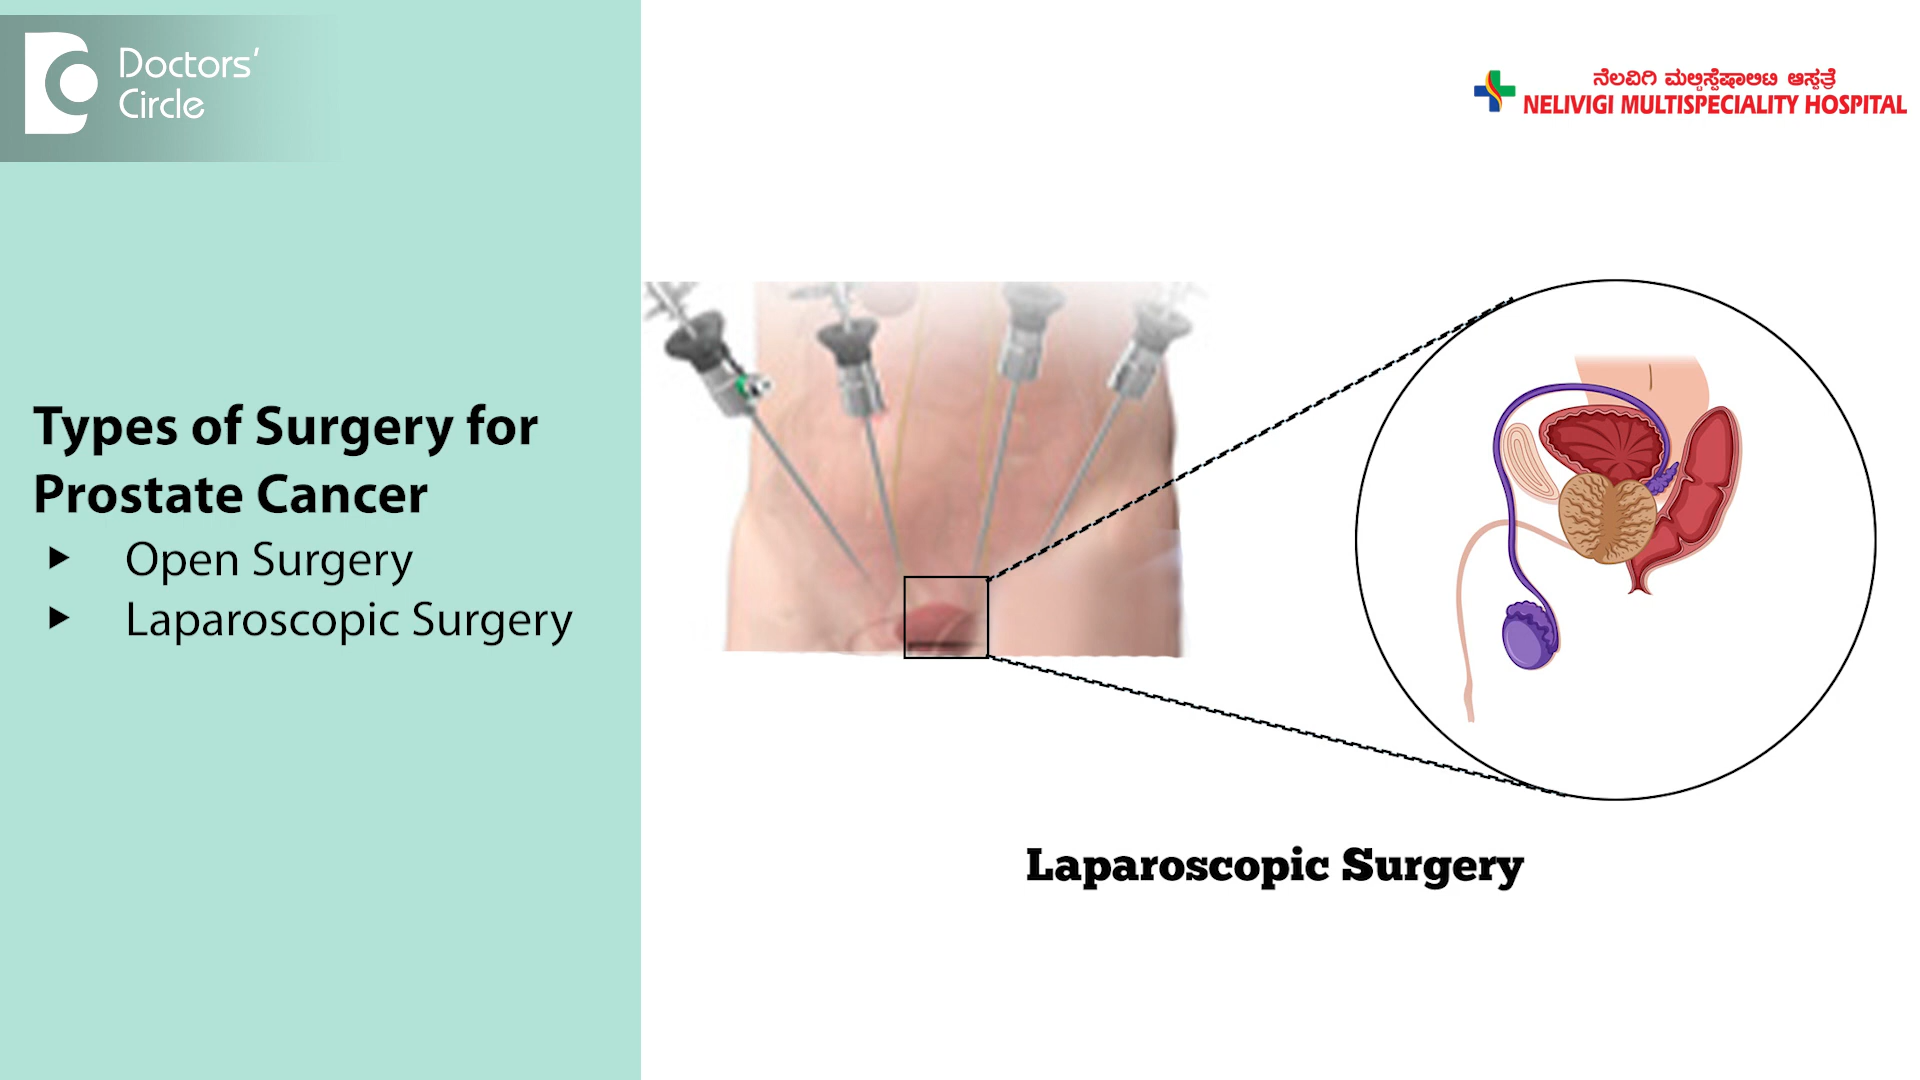 Doctors'
Circle
ನೆಲವಿಗಿ ಮಲ್ಟಿಸ್ಪೆಷಾಲಿಟಿ ಆಸ್ಪತ್ರೆ
NELIVIGI MULTISPECIALITY HOSPITAL
Types of Surgery for
Prostate Cancer
Open Surgery
Laparoscopic Surgery
Laparoscopic Surgery